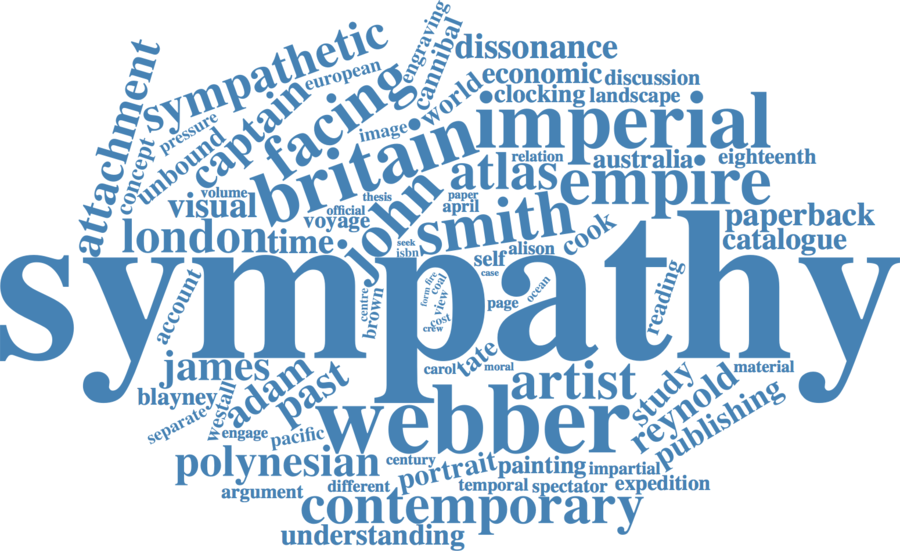 engraving
cannibal
dissonance
sympathetic
european
economic
discussion
attachment
facing
world
clocking
landscape
pressure
captain
image
imperial
concept
unbound
britain
relation
australia
eighteenth
atlas
empire
volume
thesis
paper
visual
official
john
april
smith
paperback
voyage
cook
catalogue
london
time
seek
isbn
self
alison
case
sympathy
account
centre
brown
form
fire
coal
view
cost
crew
page
ocean
reading
james
carol
tate
moral
artist
material
blayney
westall
adam
past
study
reynold
separate
engage
pacific
webber
publishing
polynesian
century
portrait
painting
impartial
argument
different
temporal
spectator
expedition
contemporary
understanding